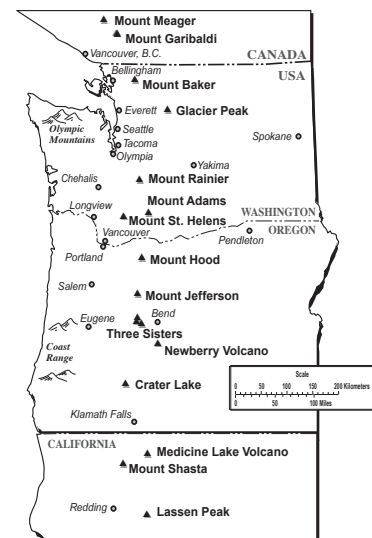 Mount Meager
Mount Garibaldi
Vancouver, B.C.
CANADA
USA
Bellingham
Mount Baker
Everett
Glacier Peak
Olympic
Mountains
Seattle
Tacoma
Olympia
Spokane
Yakima
Chehalis
Mount Rainier
Longview
Mount Adams
Mount St. Helens
WASHINGTON
OREGON
Vancouver
Pendleton
Portland
Mount Hood
Salem
Mount Jefferson
Eugene
Bend
Three Sisters
Coast
Range
Newberry Volcano
Crater Lake
Scale
0 50 100 150 200 Kilometers
0 50 100 Miles
Klamath Falls
CALIFORNIA
Medicine Lake Volcano
Mount Shasta
Redding
Lassen Peak